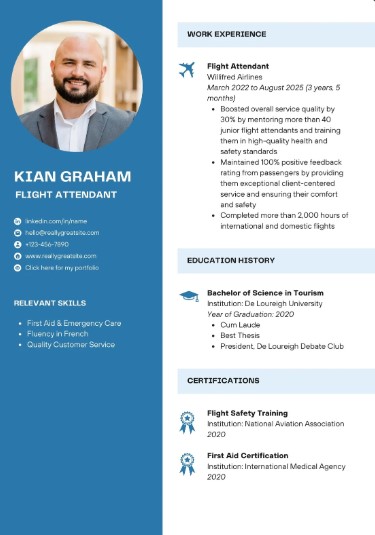 KIAN GRAHAM
FLIGHT ATTENDANT
linkedin.com/in/name
hello@reallygreatsite.com
+123-456-7890
www.reallygreatsite.com
Click here for my portfolio
RELEVANT SKILLS
• First Aid & Emergency Care
• Fluency in French
• Quality Customer Service
WORK EXPERIENCE
Flight Attendant
Willifred Airlines
March 2022 to August 2025 (3 years, 5
months)
• Boosted overall service quality by
30% by mentoring more than 40
junior flight attendants and training
them in high-quality health and
safety standards
• Maintained 100% positive feedback
rating from passengers by providing
them exceptional client-centered
service and ensuring their comfort
and safety
• Completed more than 2,000 hours of
international and domestic flights
EDUCATION HISTORY
Bachelor of Science in Tourism
Institution: De Loureigh University
Year of Graduation: 2020
• Cum Laude
• Best Thesis
• President, De Loureigh Debate Club
CERTIFICATIONS
Flight Safety Training
Institution: National Aviation Association
2020
First Aid Certification
Institution: International Medical Agency
2020